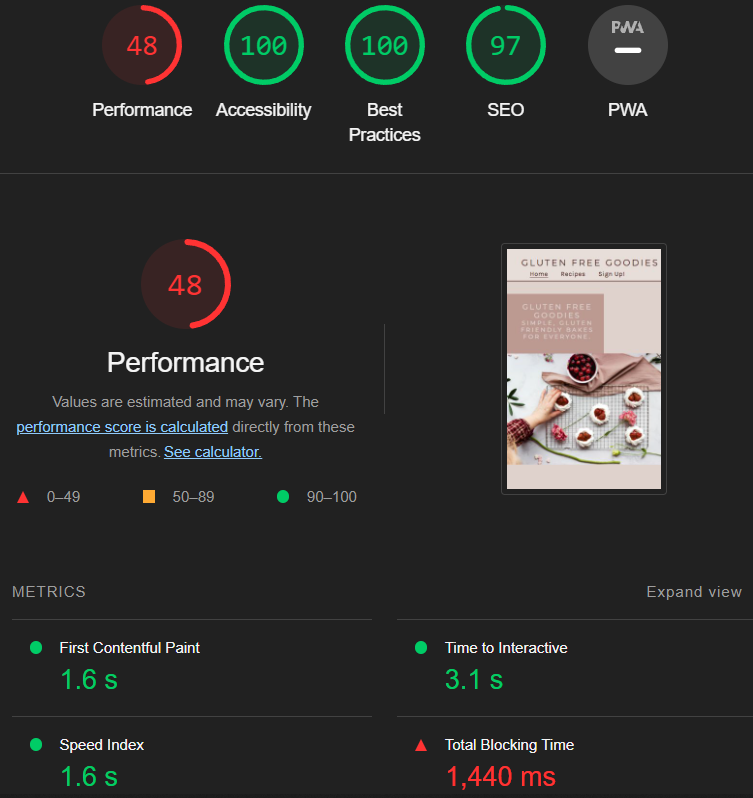 48
100
100
97
PWA
Performance
Accessibility
Best
Practices
SEO
PWA
48
Performance
Values are estimated and may vary. The
performance score is calculated directly from these
metrics. See calculator.
0–49
50–89
90–100
GLUTEN FREE GOODIES
Home Recipes Sign Up!
GLUTEN FREE
GOODIES
SIMPLE, GLUTEN
FRIENDLY BAKES
FOR EVERYONE.
METRICS
Expand view
First Contentful Paint
1.6 s
Time to Interactive
3.1 s
Speed Index
1.6 s
Total Blocking Time
1,440 ms